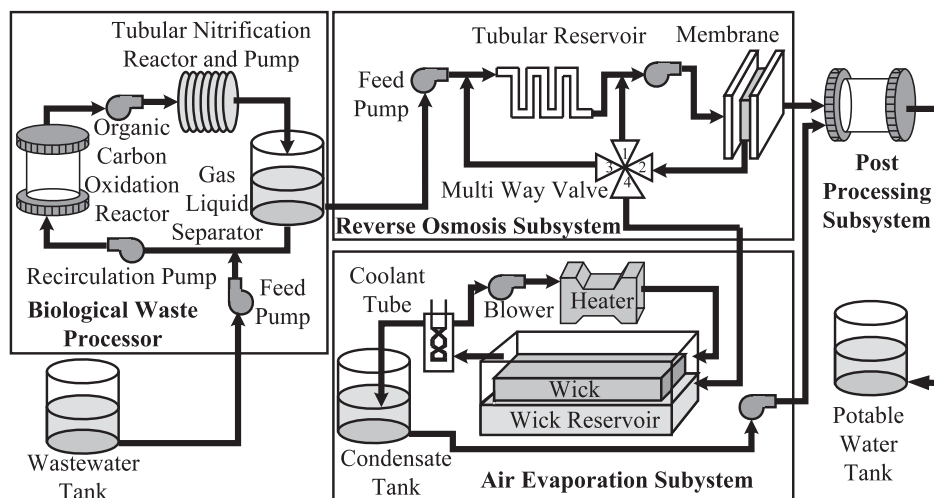 Tubular Nitrification
Reactor and Pump
Organic
Carbon
Oxidation
Reactor
Gas
Liquid
Separator
Recirculation Pump
Feed
Pump
Biological Waste
Processor
Wastewater
Tank
Tubular Reservoir
Membrane
Feed
Pump
1
2
3
4
Multi Way Valve
Reverse Osmosis Subsystem
Post
Processing
Subsystem
Coolant
Tube
Blower
Heater
Wick
Wick Reservoir
Condensate
Tank
Air Evaporation Subsystem
Potable
Water
Tank